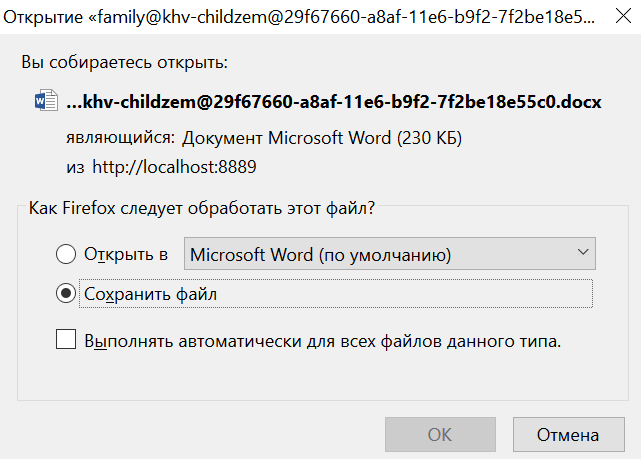 Открытие «family@khv-childzem@29f67660-a8af-11e6-b9f2-7f2be18e5...
Вы собираетесь открыть:
...khv-childzem@29f67660-a8af-11e6-b9f2-7f2be18e55c0.docx
являющийся: Документ Microsoft Word (230 КБ)
из http://localhost:8889
Как Firefox следует обработать этот файл?
Открыть в Microsoft Word (по умолчанию)
Сохранить файл
Выполнять автоматически для всех файлов данного типа.
ОК Отмена